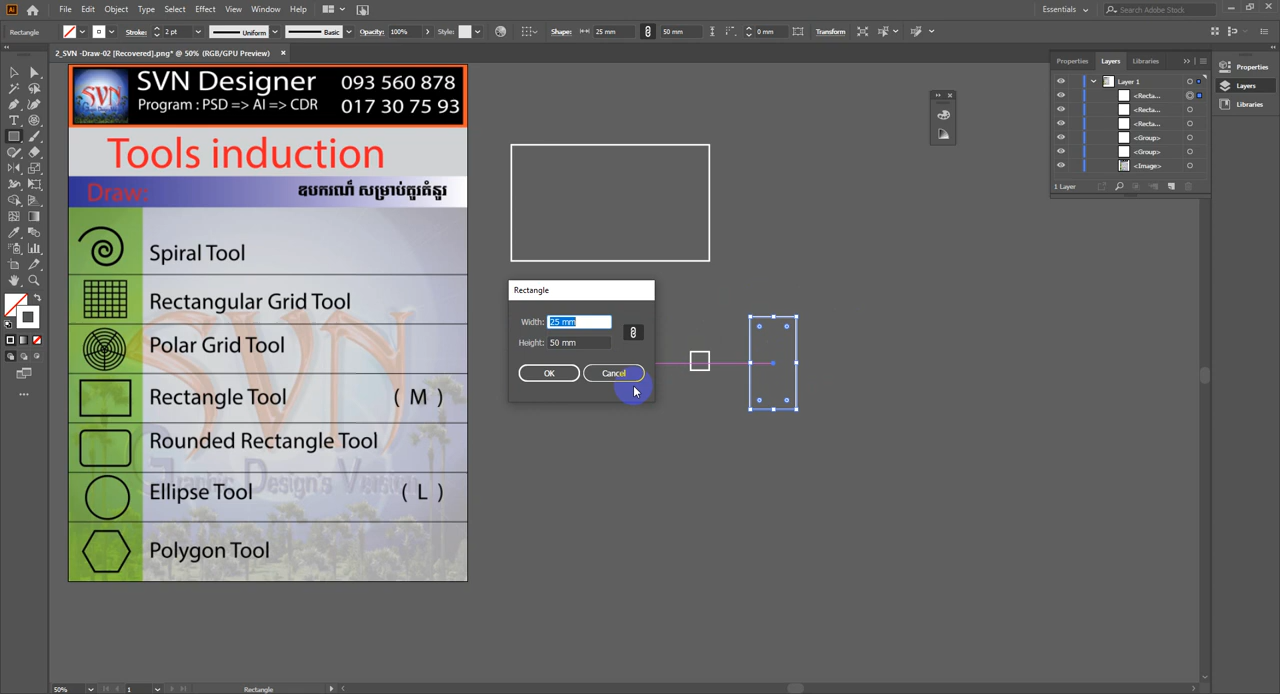 File Edit Object Type Select Effect View Window Help Essentials Search Adobe Stock
Rectangle Stroke: 2 pt Uniform Basic Opacity: 100% Style: Shape: 25 mm 50 mm 0 mm Transform
2_SVN -Draw-02 [Recovered].png* @ 50% (RGB/GPU Preview)
SVN Designer 093 560 878
Program : PSD => AI => CDR 017 30 75 93
SVN
Tools induction
Draw: ឧបករណ៏ សម្រាប់គូរគំនូរ
Spiral Tool
Rectangular Grid Tool
Polar Grid Tool
Rectangle Tool ( M )
Rounded Rectangle Tool
Ellipse Tool ( L )
Polygon Tool
SVN
Graphic Design's Version
Rectangle
Width: 25 mm
Height: 50 mm
OK Cancel
Properties Layers Libraries
Layer 1
<Recta...
<Recta...
<Recta...
<Group>
<Group>
<Image>
1 Layer
Properties
Layers
Libraries
50% 1 Rectangle